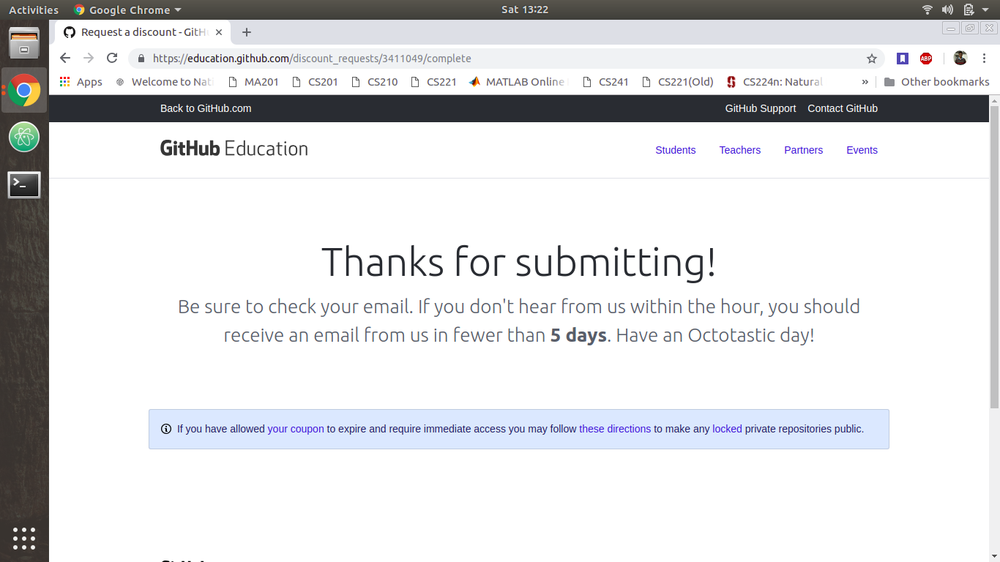 Activities Google Chrome Sat 13:22
Request a discount - GitH
https://education.github.com/discount_requests/3411049/complete ABP
Apps Welcome to Nati MA201 CS201 CS210 CS221 MATLAB Online CS241 CS221(Old) CS224n: Natural » Other bookmarks
Back to GitHub.com GitHub Support Contact GitHub
GitHub Education Students Teachers Partners Events
Thanks for submitting!
Be sure to check your email. If you don't hear from us within the hour, you should
receive an email from us in fewer than 5 days. Have an Octotastic day!
If you have allowed your coupon to expire and require immediate access you may follow these directions to make any locked private repositories public.